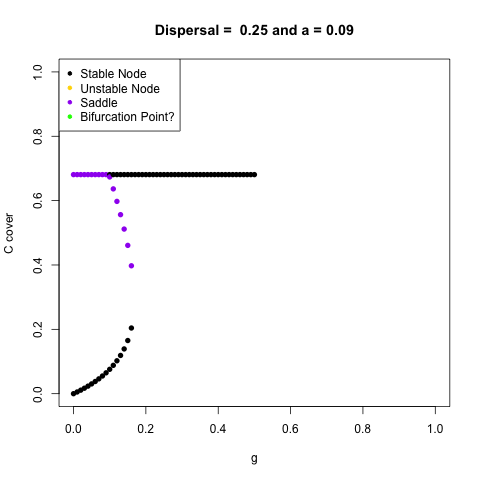 Dispersal =  0.25 and a = 0.09
Stable Node
Unstable Node
Saddle
Bifurcation Point?
C cover
1.0
0.8
0.6
0.4
0.2
0.0
0.0 0.2 0.4 0.6 0.8 1.0
g